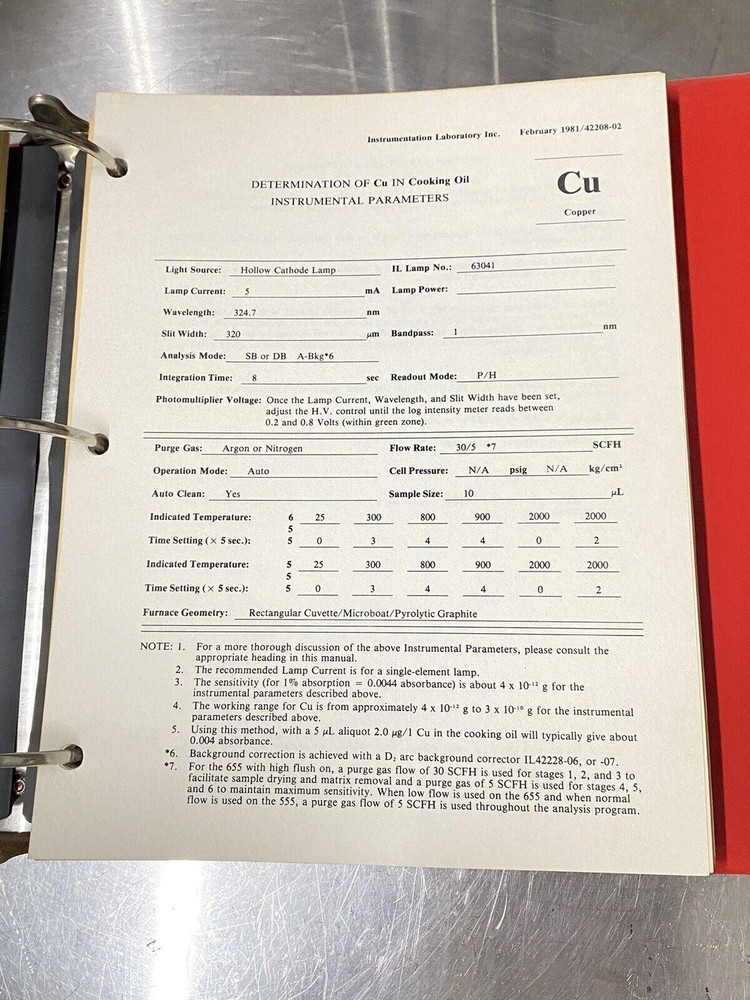 Instrumentation Laboratory Inc. February 1981/42208-02
DETERMINATION OF Cu IN Cooking Oil
INSTRUMENTAL PARAMETERS
Cu
Copper
Light Source: Hollow Cathode Lamp IL Lamp No.: 63041
Lamp Current: 5 mA Lamp Power:
Wavelength: 324.7 nm
Slit Width: 320 μm Bandpass: 1 nm
Analysis Mode: SB or DB A-Bkg*6
Integration Time: 8 sec Readout Mode: P/H
Photomultiplier Voltage: Once the Lamp Current, Wavelength, and Slit Width have been set,
adjust the H.V. control until the log intensity meter reads between
0.2 and 0.8 Volts (within green zone).
Purge Gas: Argon or Nitrogen Flow Rate: 30/5 *7 SCFH
Operation Mode: Auto Cell Pressure: N/A psig N/A kg/cm²
Auto Clean: Yes Sample Size: 10 μL
Indicated Temperature: 6 25 300 800 900 2000 2000
5
Time Setting (× 5 sec.): 5 0 3 4 4 0 2
Indicated Temperature: 5 25 300 800 900 2000 2000
5
Time Setting (× 5 sec.): 5 0 3 4 4 0 2
Furnace Geometry: Rectangular Cuvette/Microboat/Pyrolytic Graphite
NOTE: 1. For a more thorough discussion of the above Instrumental Parameters, please consult the
appropriate heading in this manual.
2. The recommended Lamp Current is for a single-element lamp.
3. The sensitivity (for 1% absorption = 0.0044 absorbance) is about 4 x 10⁻¹² g for the
instrumental parameters described above.
4. The working range for Cu is from approximately 4 x 10⁻¹² g to 3 x 10⁻¹⁰ g for the instrumental
parameters described above.
5. Using this method, with a 5 μL aliquot 2.0 μg/1 Cu in the cooking oil will typically give about
0.004 absorbance.
*6. Background correction is achieved with a D₂ arc background corrector IL42228-06, or -07.
*7. For the 655 with high flush on, a purge gas flow of 30 SCFH is used for stages 1, 2, and 3 to
facilitate sample drying and matrix removal and a purge gas of 5 SCFH is used for stages 4, 5,
and 6 to maintain maximum sensitivity. When low flow is used on the 655 and when normal
flow is used on the 555, a purge gas flow of 5 SCFH is used throughout the analysis program.